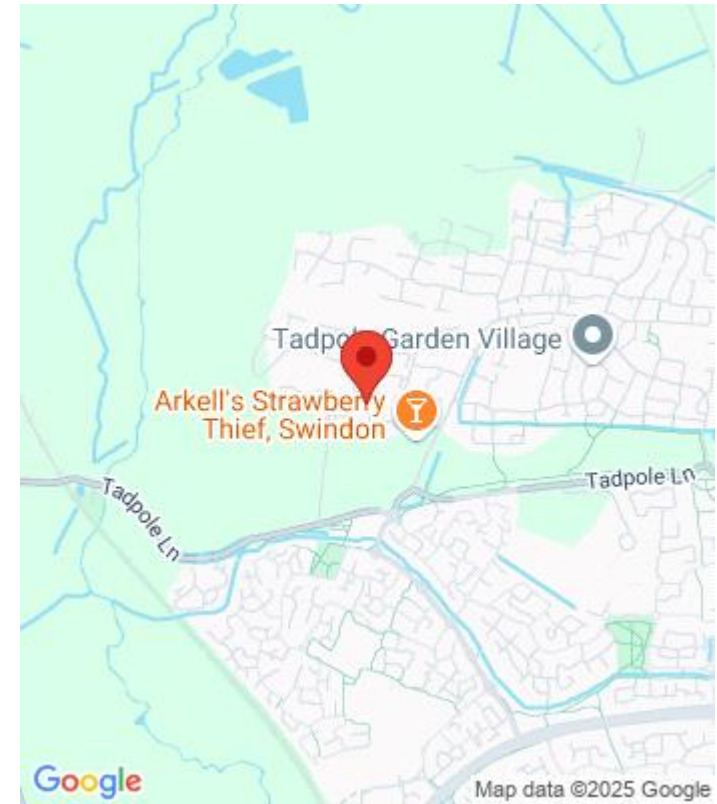 Tadpole Garden Village
Arkell's Strawberry
Thief, Swindon
Tadpole Ln
Tadpole Ln
Google
Map data ©2025 Google